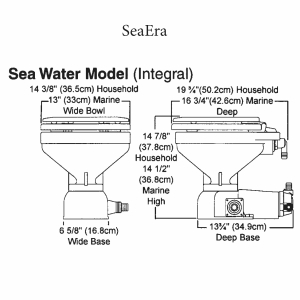 SeaEra
Sea Water Model (Integral)
14 3/8" (36.5cm) Household
13" (33cm) Marine
Wide Bowl
19 ¾"(50.2cm) Household
16 3/4"(42.6cm) Marine
Deep
14 7/8"
(37.8cm)
Household
14 1/2"
(36.8cm)
Marine
High
6 5/8" (16.8cm)
Wide Base
13¾" (34.9cm)
Deep Base